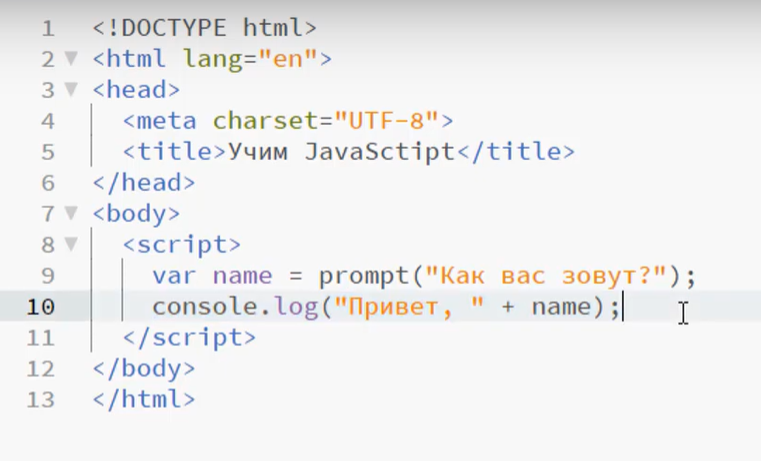 1 <!DOCTYPE html>
2 <html lang="en">
3 <head>
4 <meta charset="UTF-8">
5 <title>Учим JavaSctipt</title>
6 </head>
7 <body>
8 <script>
9 var name = prompt("Как вас зовут?");
10 console.log("Привет, " + name);
11 </script>
12 </body>
13 </html>